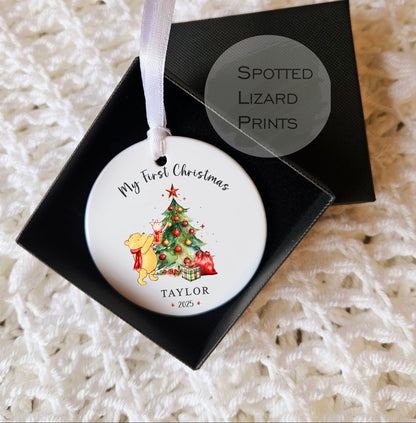 SPOTTED
LIZARD
PRINTS
My First Christmas
TAYLOR
2025